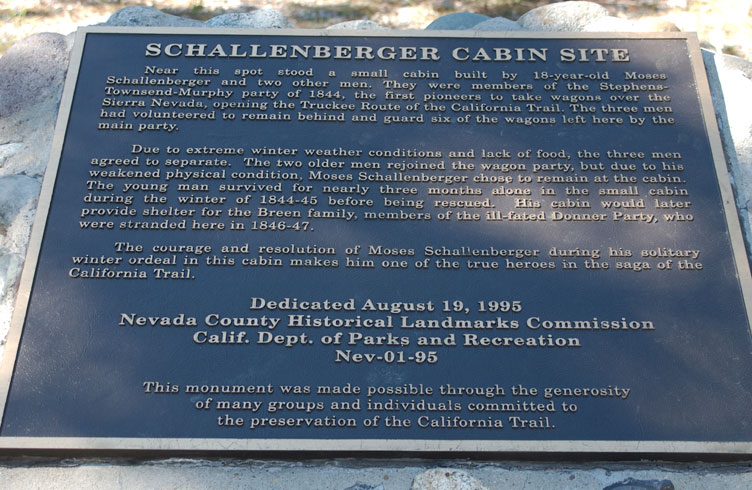 SCHALLENBERGER CABIN SITE
Near this spot stood a small cabin built by 18-year-old Moses
Schallenberger and two other men. They were members of the Stephens-
Townsend-Murphy party of 1844, the first pioneers to take wagons over the
Sierra Nevada, opening the Truckee Route of the California Trail. The three men
had volunteered to remain behind and guard six of the wagons left here by the
main party.
Due to extreme winter weather conditions and lack of food, the three men
agreed to separate. The two older men rejoined the wagon party, but due to his
weakened physical condition, Moses Schallenberger chose to remain at the cabin.
The young man survived for nearly three months alone in the small cabin
during the winter of 1844-45 before being rescued. His cabin would later
provide shelter for the Breen family, members of the ill-fated Donner Party, who
were stranded here in 1846-47.
The courage and resolution of Moses Schallenberger during his solitary
winter ordeal in this cabin makes him one of the true heroes in the saga of the
California Trail.
Dedicated August 19, 1995
Nevada County Historical Landmarks Commission
Calif. Dept. of Parks and Recreation
Nev-01-95
This monument was made possible through the generosity
of many groups and individuals committed to
the preservation of the California Trail.